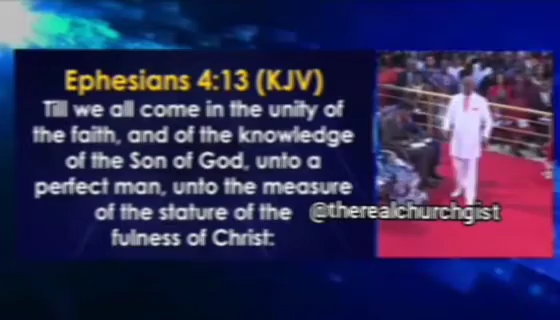 Ephesians 4:13 (KJV)
Till we all come in the unity of
the faith, and of the knowledge
of the Son of God, unto a
perfect man, unto the measure
of the stature of the
fulness of Christ:
@therealchurchgist